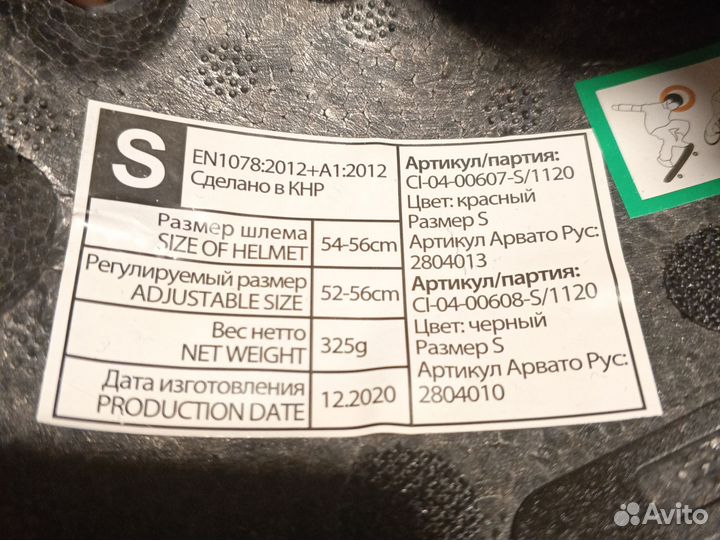 S
EN1078:2012+A1:2012
Сделано в КНР
Размер шлема
SIZE OF HELMET
54-56cm
Регулируемый размер
ADJUSTABLE SIZE
52-56cm
Вес нетто
NET WEIGHT
325g
Дата изготовления
PRODUCTION DATE
12.2020
Артикул/партия:
CI-04-00607-S/1120
Цвет: красный
Размер S
Артикул Арвато Рус:
2804013
Артикул/партия:
CI-04-00608-S/1120
Цвет: черный
Размер S
Артикул Арвато Рус:
2804010
Avito